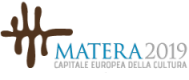 MATERA 2019
CAPITALE EUROPEA DELLA CULTURA